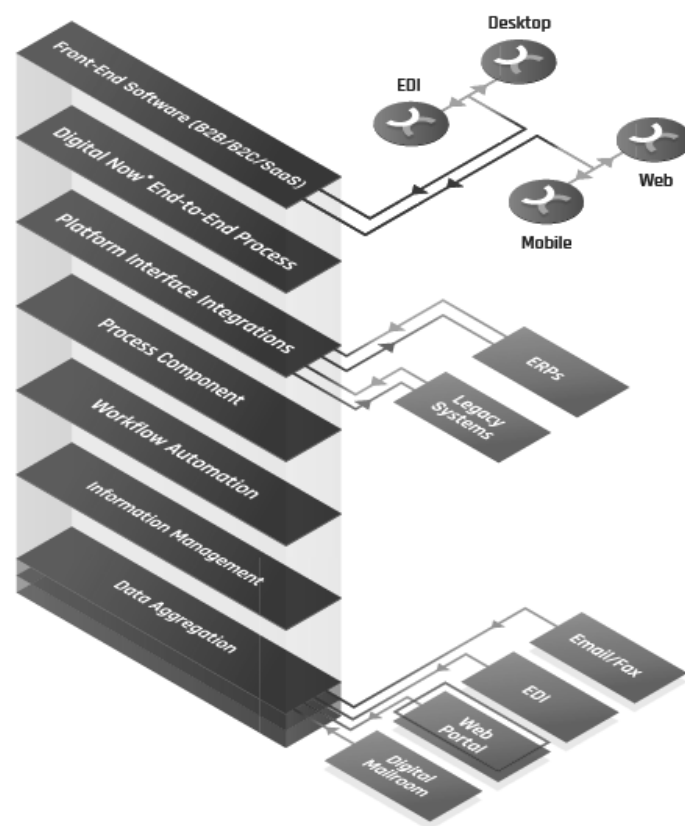 Desktop
EDI
Web
Mobile
Front-End Software (B2B/B2C/SaaS)
Digital Now* End-to-End Process
Platform Interface Integrations
Process Component
Workflow Automation
Information Management
Data Aggregation
ERPs
Legacy
Systems
Email/Fax
EDI
Web
Portal
Digital
Mailroom